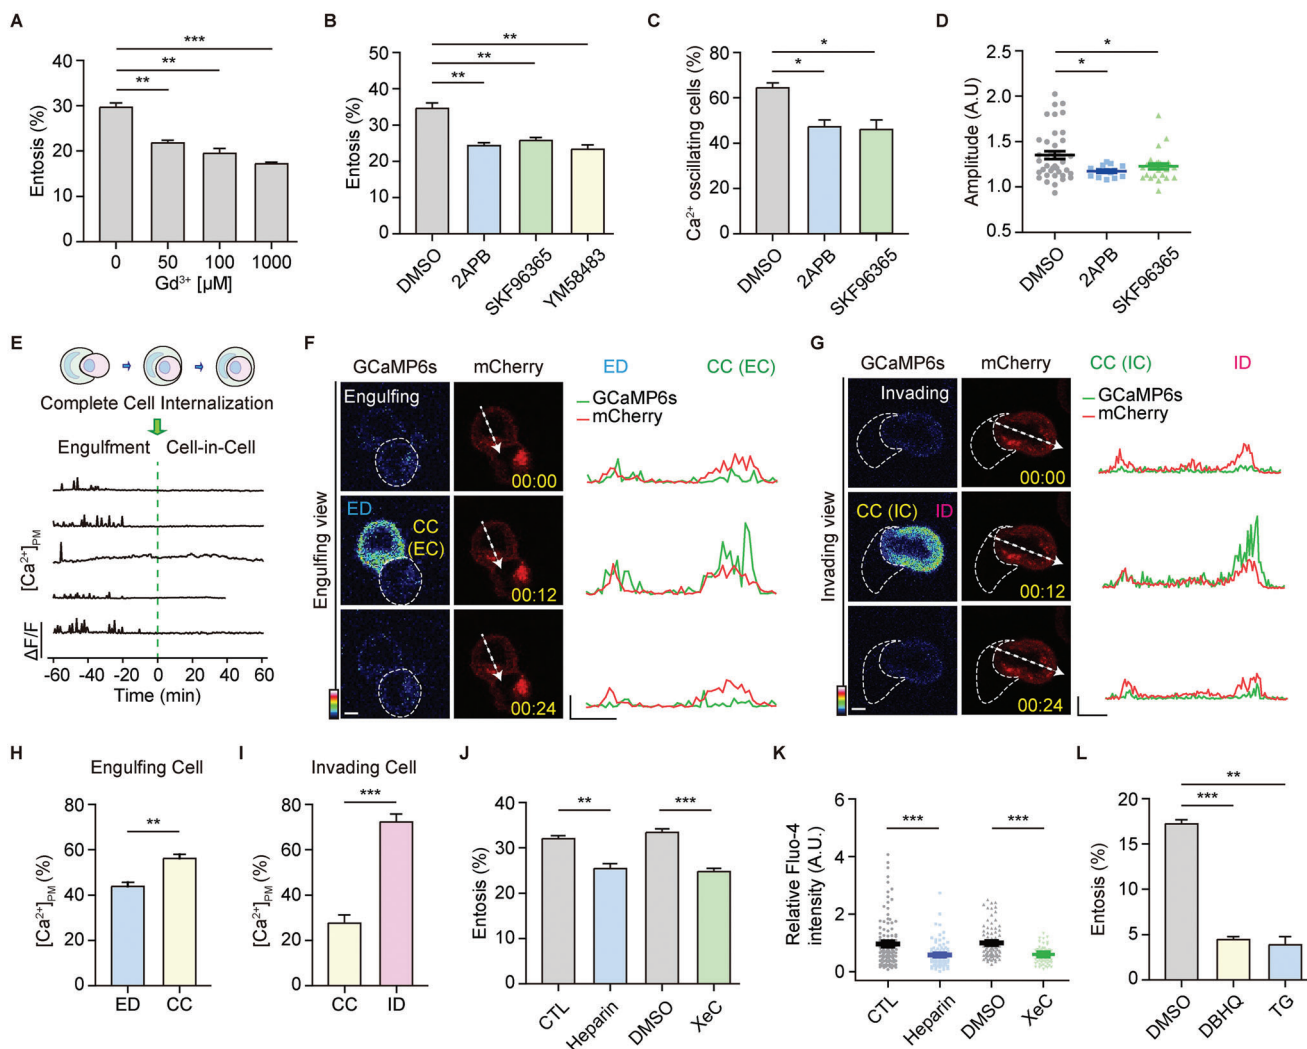 A
***
**
**
Entosis (%)
40
30
20
10
0
0
50
100
1000
Gd³⁺ [µM]
B
**
**
**
Entosis (%)
50
40
30
20
10
0
DMSO
2APB
SKF96365
YM58483
C
*
*
Ca²⁺ oscillating cells (%)
80
60
40
20
0
DMSO
2APB
SKF96365
D
*
*
Amplitude (A.U)
2.5
2.0
1.5
1.0
0.5
DMSO
2APB
SKF96365
E
Complete Cell Internalization
Engulfment
Cell-in-Cell
[Ca²⁺]PM
ΔF/F
-60
-40
-20
0
20
40
60
Time (min)
F
GCaMP6s
mCherry
ED
CC (EC)
Engulfing view
Engulfing
GCaMP6s
mCherry
00:00
ED
CC
(EC)
00:12
00:24
G
GCaMP6s
mCherry
CC (IC)
ID
Invading view
Invading
GCaMP6s
mCherry
00:00
CC (IC)
ID
00:12
00:24
H
Engulfing Cell
**
[Ca²⁺]PM (%)
80
60
40
20
0
ED
CC
I
Invading Cell
***
[Ca²⁺]PM (%)
80
60
40
20
0
CC
ID
J
**
***
Entosis (%)
40
30
20
10
0
CTL
Heparin
DMSO
XeC
K
***
***
Relative Fluo-4
intensity (A.U.)
6
4
2
0
CTL
Heparin
DMSO
XeC
L
**
***
Entosis (%)
20
15
10
5
0
DMSO
DBHQ
TG